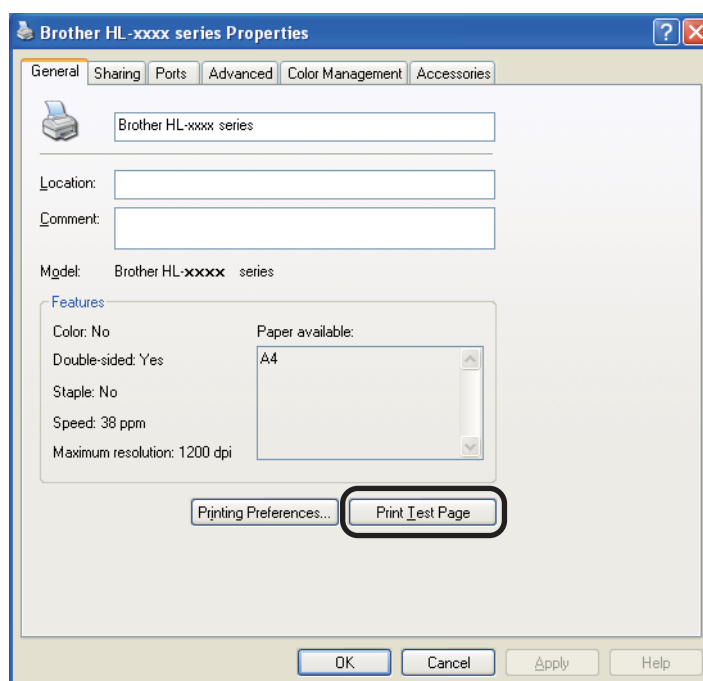 Brother HL-xxxx series Properties
?
General Sharing Ports Advanced Color Management Accessories
Brother HL-xxxx series
Location:
Comment:
Model: Brother HL-xxxx series
Features
Color: No Paper available:
Double-sided: Yes A4
Staple: No
Speed: 38 ppm
Maximum resolution: 1200 dpi
Printing Preferences... Print Test Page
OK Cancel Apply Help